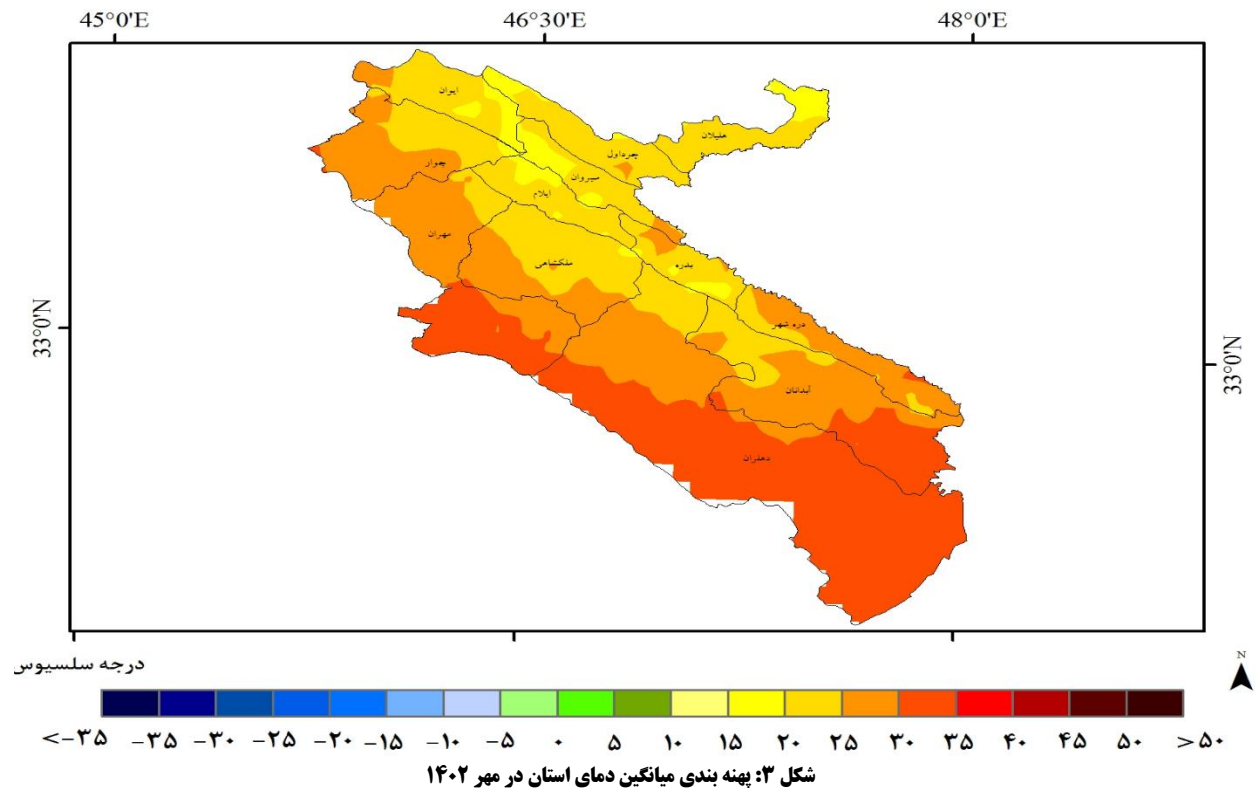 45°0'E 46°30'E 48°0'E
ایوان
هلیلان
چرداول
چوار
سیروان
ایلام
مهران
بدره
ملکشاهی
33°0'N
دره شهر
33°0'N
آبدانان
دهلران
درجه سلسیوس
N
<-۳۵ -۳۵ -۳۰ -۲۵ -۲۰ -۱۵ -۱۰ -۵ ۰ ۵ ۱۰ ۱۵ ۲۰ ۲۵ ۳۰ ۳۵ ۴۰ ۴۵ ۵۰ >۵۰
شکل ۳: پهنه بندی میانگین دمای استان در مهر ۱۴۰۲